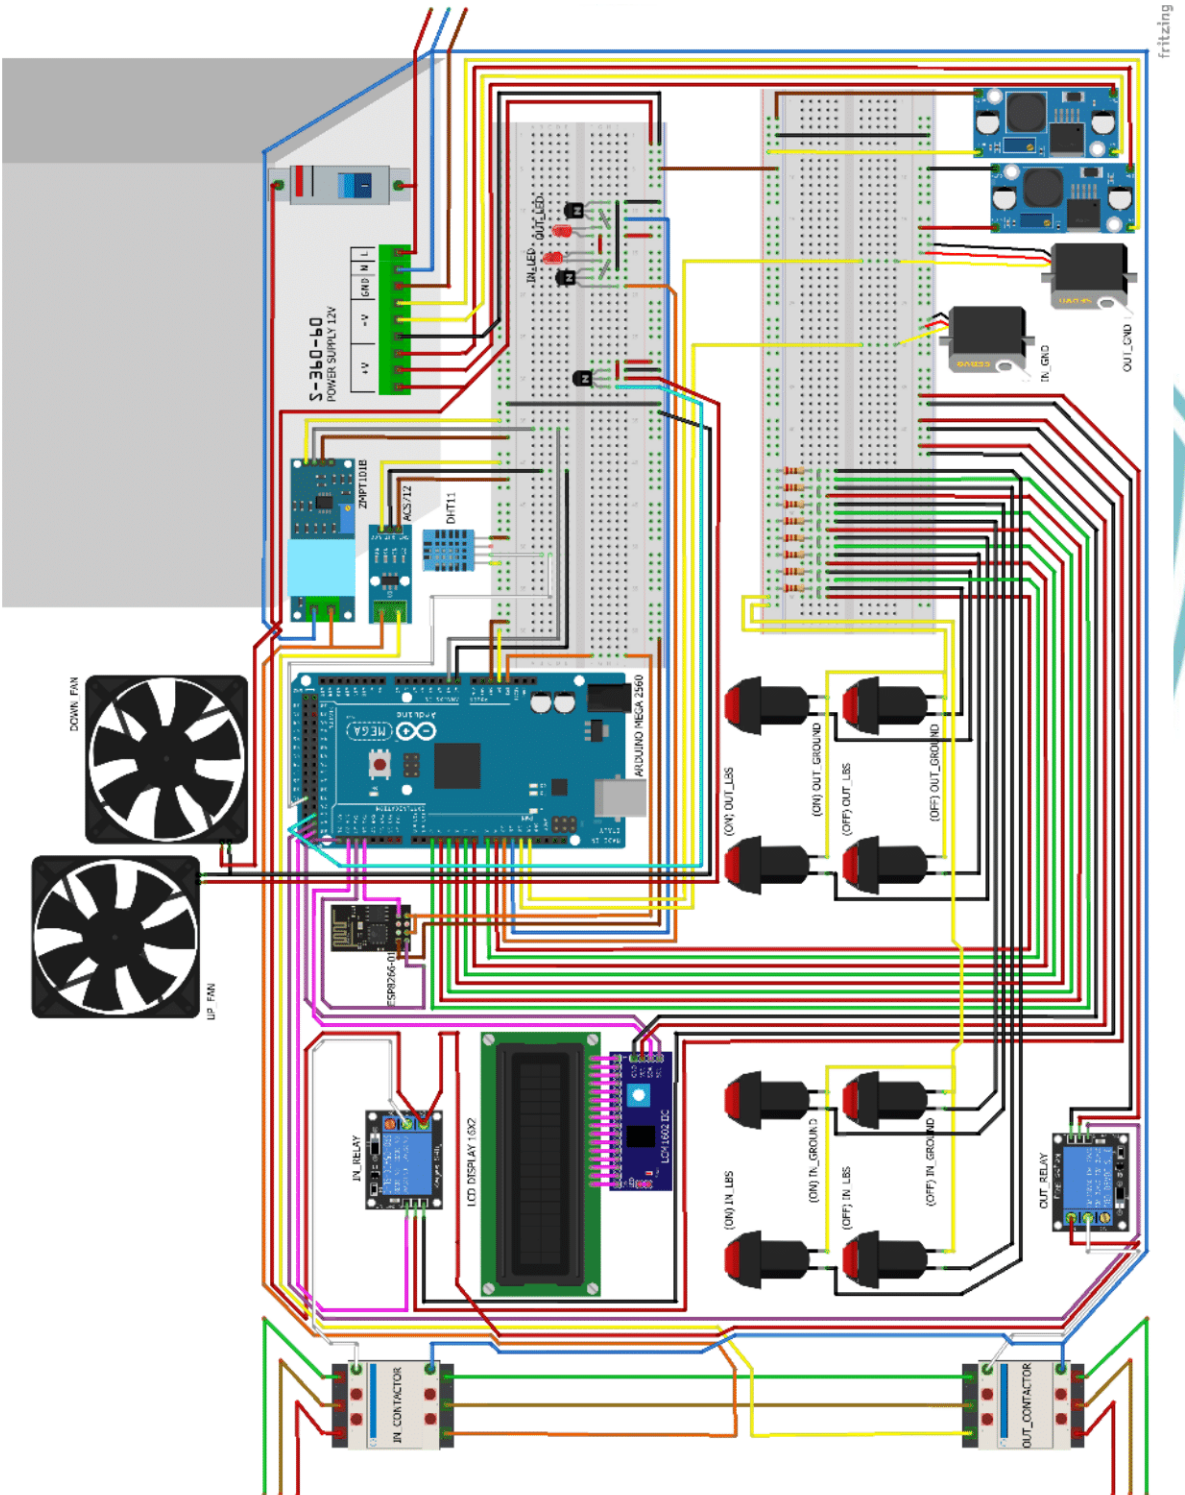 fritzing
OUT_LED
IN_LED
L
N
GND
-V
+V
S-360-60
POWER SUPPLY 12V
OUT_GND
IN_GND
ZMPT101B
ACS712
DHT11
DOWN_FAN
UP_FAN
Arduino
MEGA
ARDUINO MEGA 2560
ESP8266-01
(ON) OUT_LBS
(ON) OUT_GROUND
(OFF) OUT_LBS
(OFF) OUT_GROUND
IN_RELAY
LCD DISPLAY 16X2
LCM1602 IIC
(ON) IN_LBS
(ON) IN_GROUND
(OFF) IN_LBS
(OFF) IN_GROUND
OUT_RELAY
IN_CONTACTOR
OUT_CONTACTOR